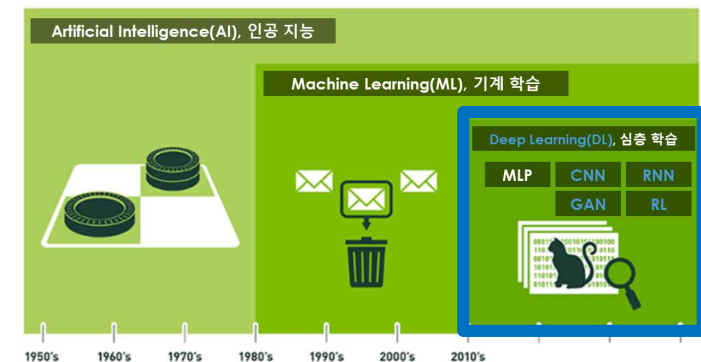 Artificial Intelligence(AI), 인공 지능
Machine Learning(ML), 기계 학습
Deep Learning(DL), 심층 학습
MLP CNN RNN
GAN RL
1950's 1960's 1970's 1980's 1990's 2000's 2010's